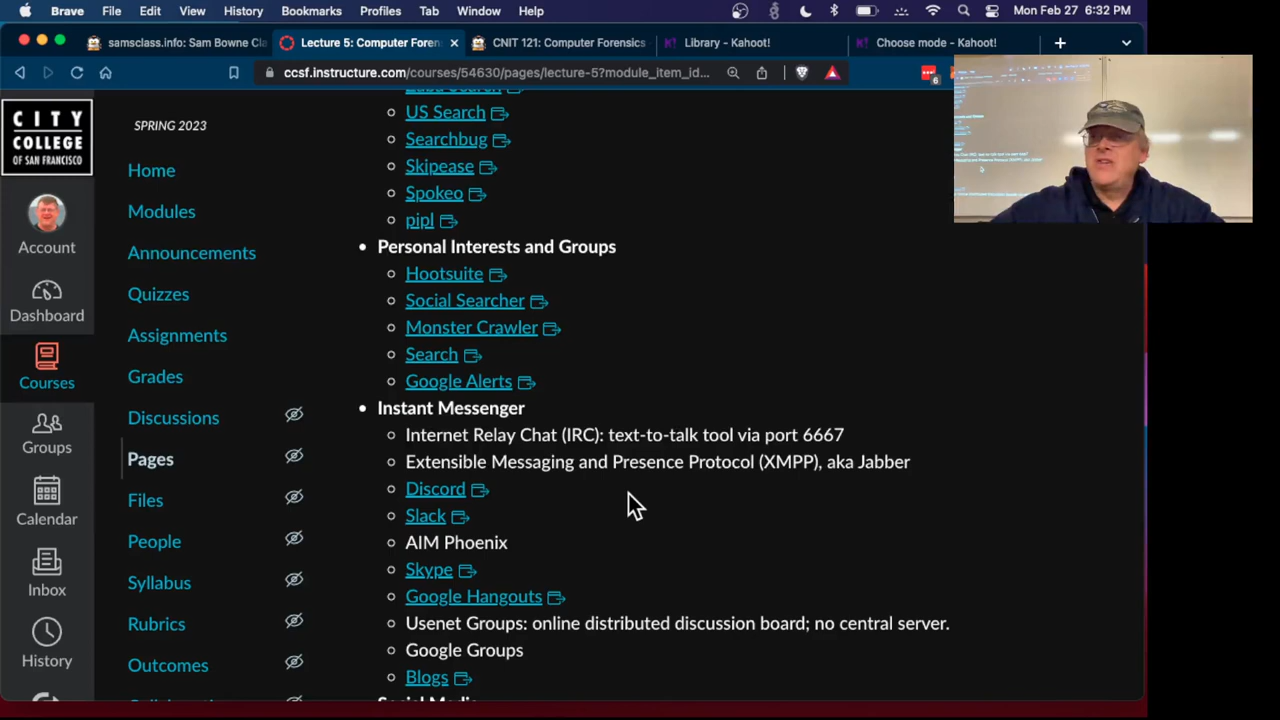 Brave File Edit View History Bookmarks Profiles Tab Window Help Mon Feb 27 6:32 PM
samsclass.info: Sam Bowne Cla Lecture 5: Computer Foren CNIT 121: Computer Forensics Library - Kahoot! Choose mode - Kahoot!
ccsf.instructure.com/courses/54630/pages/lecture-5?module_item_id... 6
CITY
COLLEGE
OF SAN FRANCISCO
Account
Dashboard
Courses
Groups
Calendar
Inbox
History
SPRING 2023
Home
Modules
Announcements
Quizzes
Assignments
Grades
Discussions
Pages
Files
People
Syllabus
Rubrics
Outcomes
Zaba Search
US Search
Searchbug
Skipease
Spokeo
pipl
Personal Interests and Groups
Hootsuite
Social Searcher
Monster Crawler
Search
Google Alerts
Instant Messenger
Internet Relay Chat (IRC): text-to-talk tool via port 6667
Extensible Messaging and Presence Protocol (XMPP), aka Jabber
Discord
Slack
AIM Phoenix
Skype
Google Hangouts
Usenet Groups: online distributed discussion board; no central server.
Google Groups
Blogs
Social Media